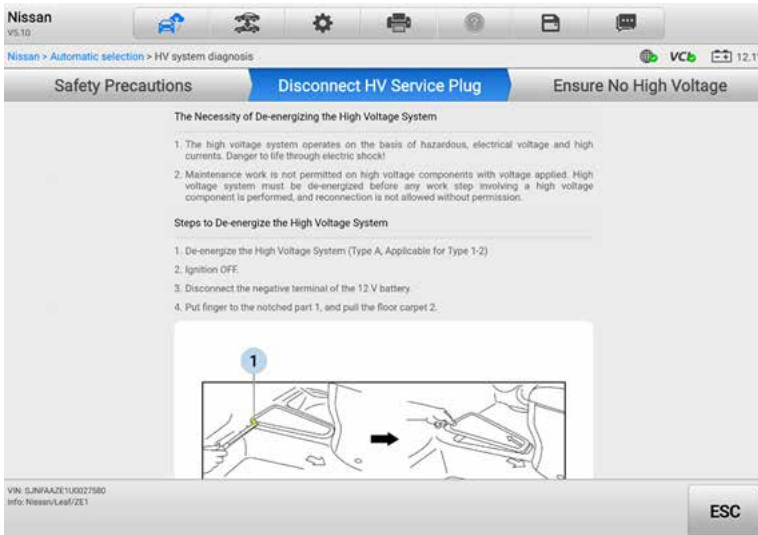 Nissan
V5.10
Nissan > Automatic selection > HV system diagnosis
VCI
12.1
Safety Precautions
Disconnect HV Service Plug
Ensure No High Voltage
The Necessity of De-energizing the High Voltage System
1. The high voltage system operates on the basis of hazardous, electrical voltage and high
currents. Danger to life through electric shock!
2. Maintenance work is not permitted on high voltage components with voltage applied. High
voltage system must be de-energized before any work step involving a high voltage
component is performed, and reconnection is not allowed without permission.
Steps to De-energize the High Voltage System
1. De-energize the High Voltage System (Type A, Applicable for Type 1-2)
2. Ignition OFF.
3. Disconnect the negative terminal of the 12 V battery.
4. Put finger to the notched part 1, and pull the floor carpet 2.
1
VIN: SJNFAAZE1U0027580
Info: Nissan/Leaf/ZE1
ESC